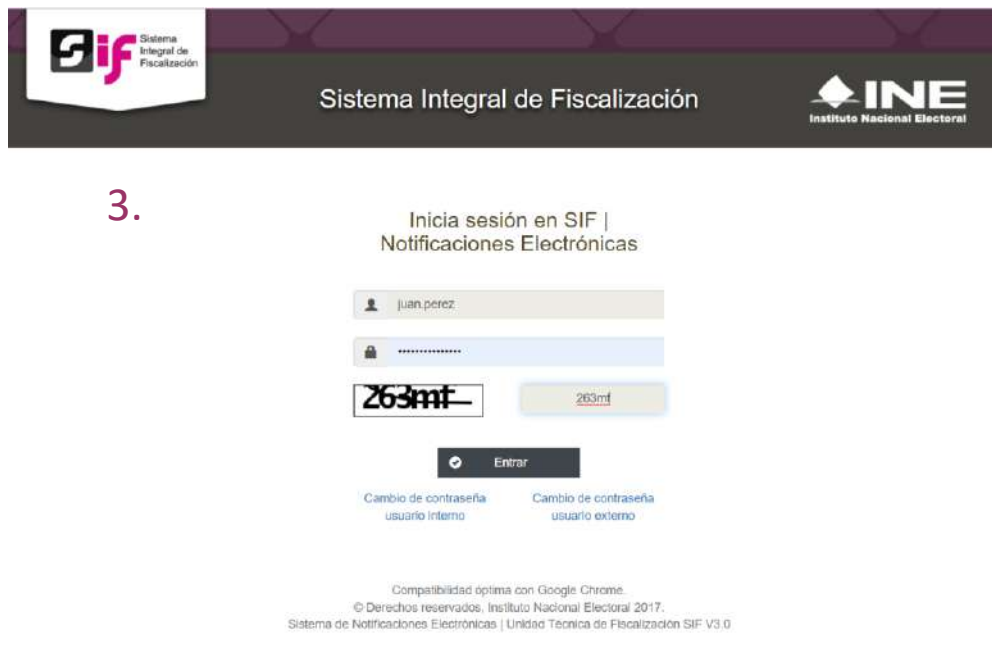 Sif
Sistema
Integral de
Fiscalización
Sistema Integral de Fiscalización
INE
Instituto Nacional Electoral
3.
Inicia sesión en SIF |
Notificaciones Electrónicas
juan.perez
•••••••••••••••
263mf
263mf
Entrar
Cambio de contraseña
usuario interno
Cambio de contraseña
usuario externo
Compatibilidad óptima con Google Chrome.
© Derechos reservados, Instituto Nacional Electoral 2017.
Sistema de Notificaciones Electrónicas | Unidad Técnica de Fiscalización SIF V3.0